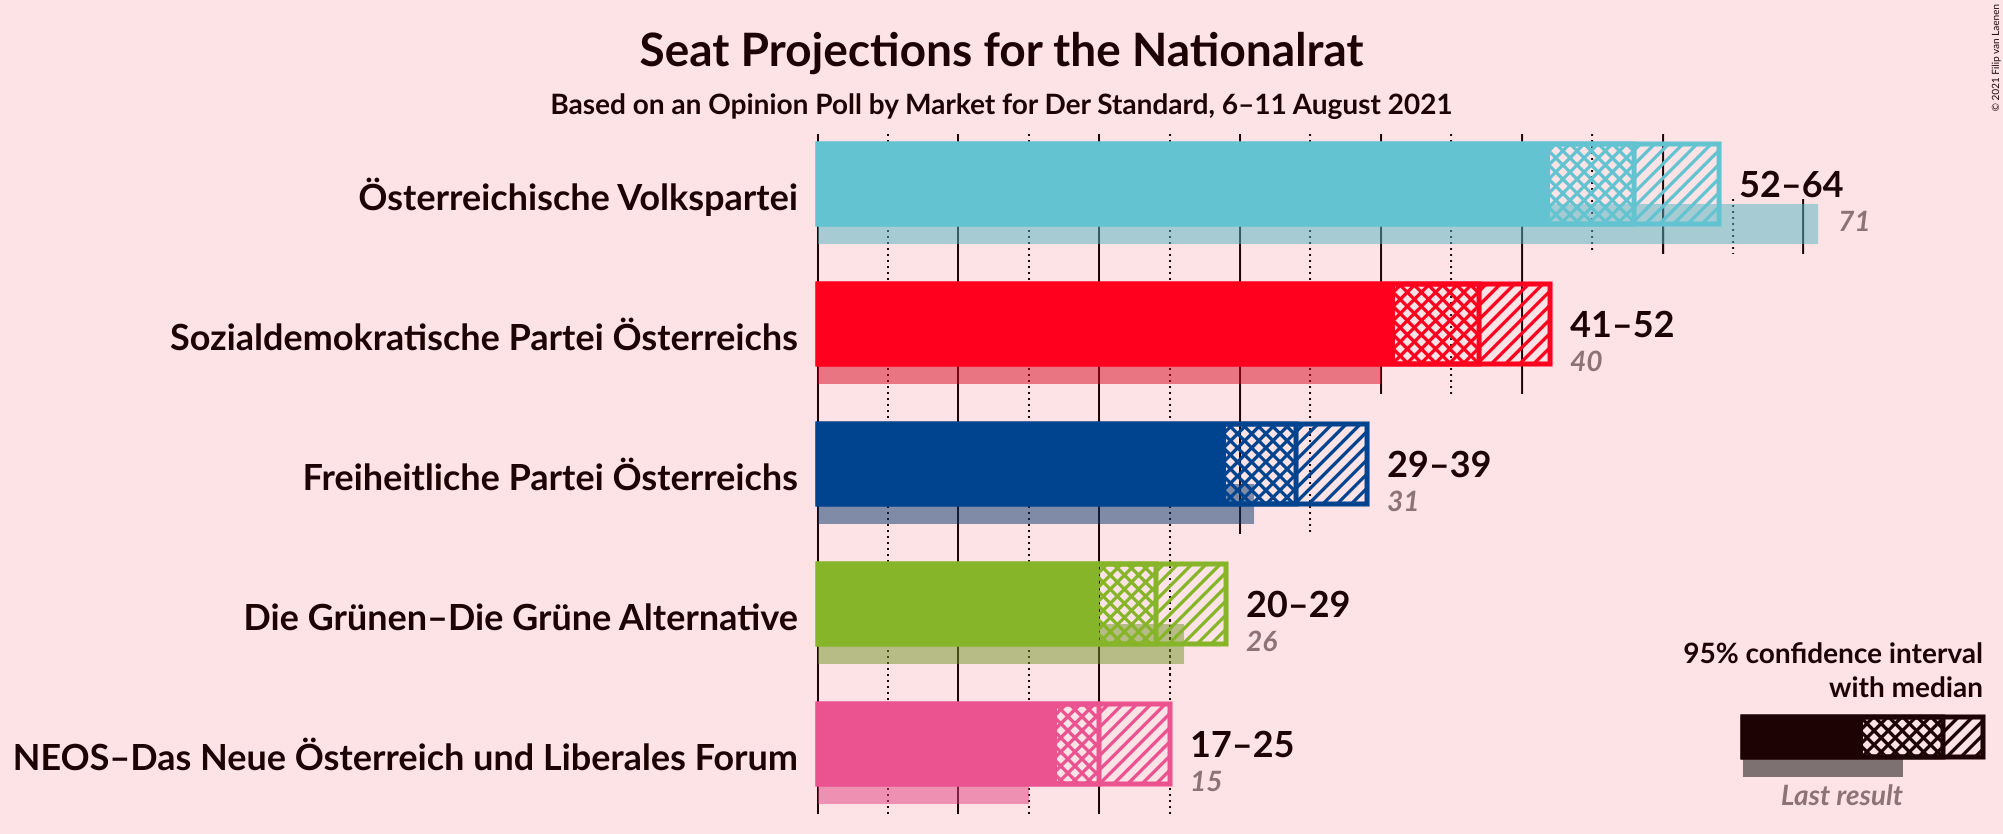 Seat Projections for the Nationalrat
Based on an Opinion Poll by Market for Der Standard, 6–11 August 2021
© 2021 Filip van Laenen
Österreichische Volkspartei
52–64
71
Sozialdemokratische Partei Österreichs
41–52
40
Freiheitliche Partei Österreichs
29–39
31
Die Grünen–Die Grüne Alternative
20–29
26
NEOS–Das Neue Österreich und Liberales Forum
17–25
15
95% confidence interval
with median
Last result